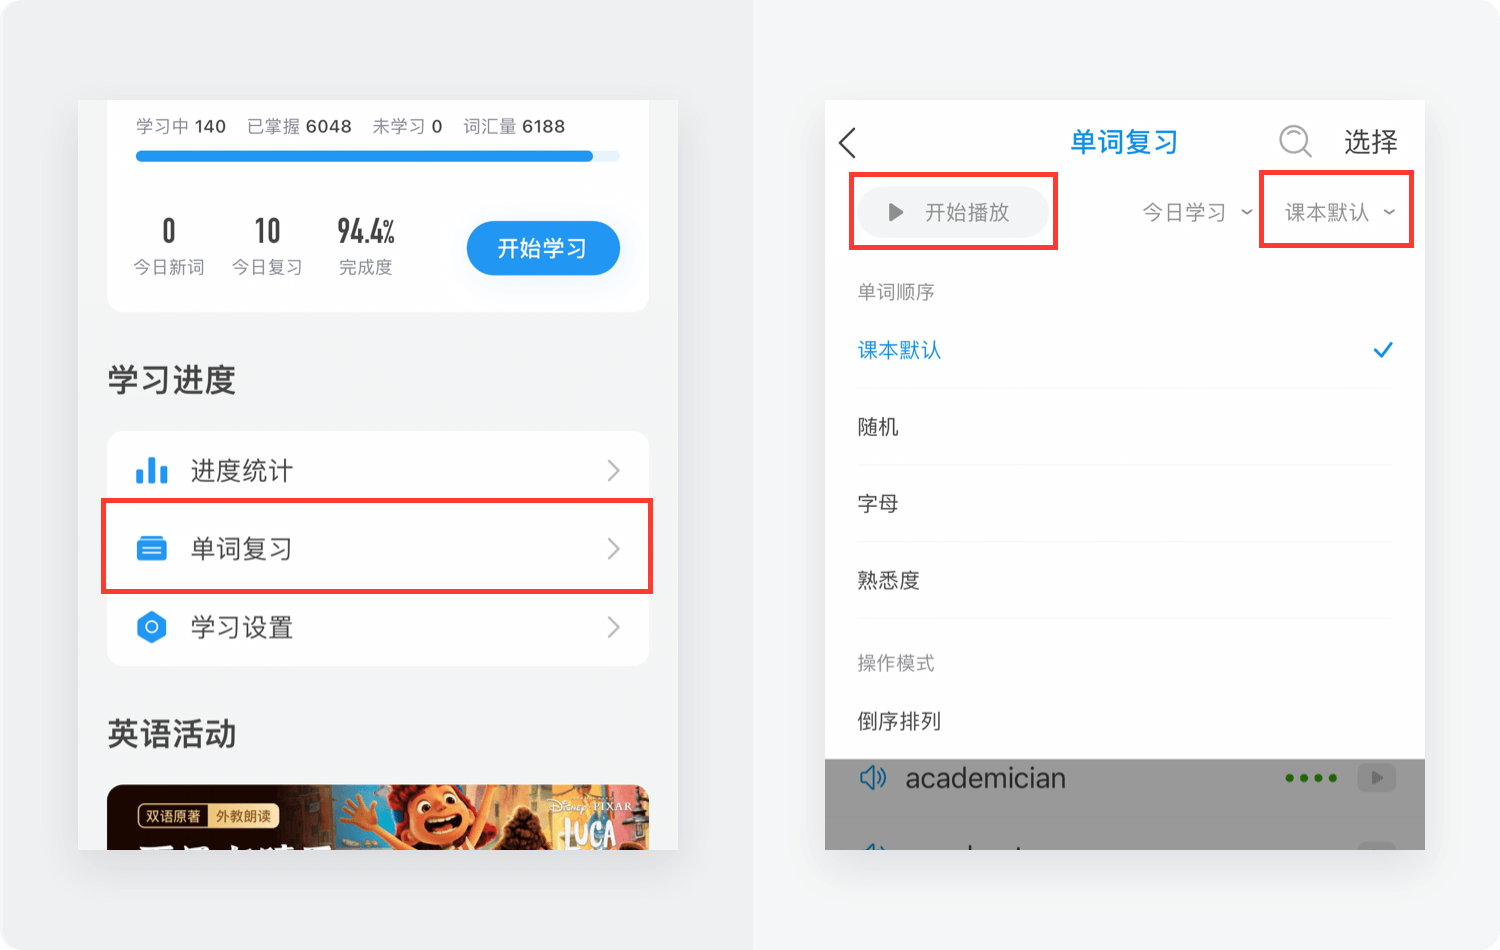 学习中 140 已掌握 6048 未学习 0 词汇量 6188
0 10 94.4%
今日新词 今日复习 完成度
开始学习
学习进度
进度统计
单词复习
学习设置
英语活动
双语原著 外教朗读
Disney PIXAR
LUCA
单词复习 选择
开始播放 今日学习 课本默认
单词顺序
课本默认
随机
字母
熟悉度
操作模式
倒序排列
academician